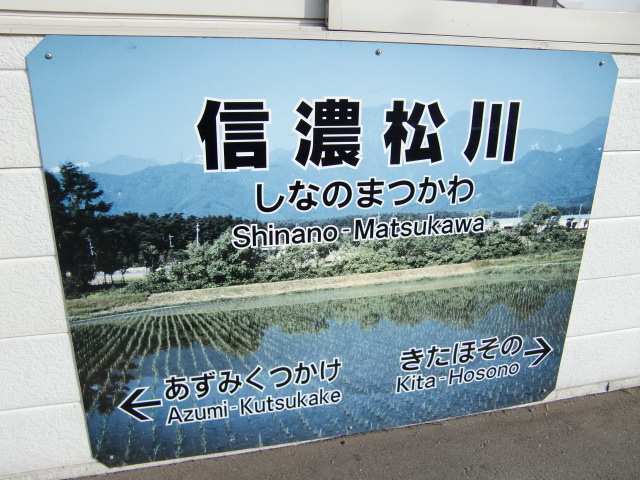 信濃松川
しなのまつかわ
Shinano-Matsukawa
← あずみくつかけ
Azumi-Kutsukake
きたほその →
Kita-Hosono